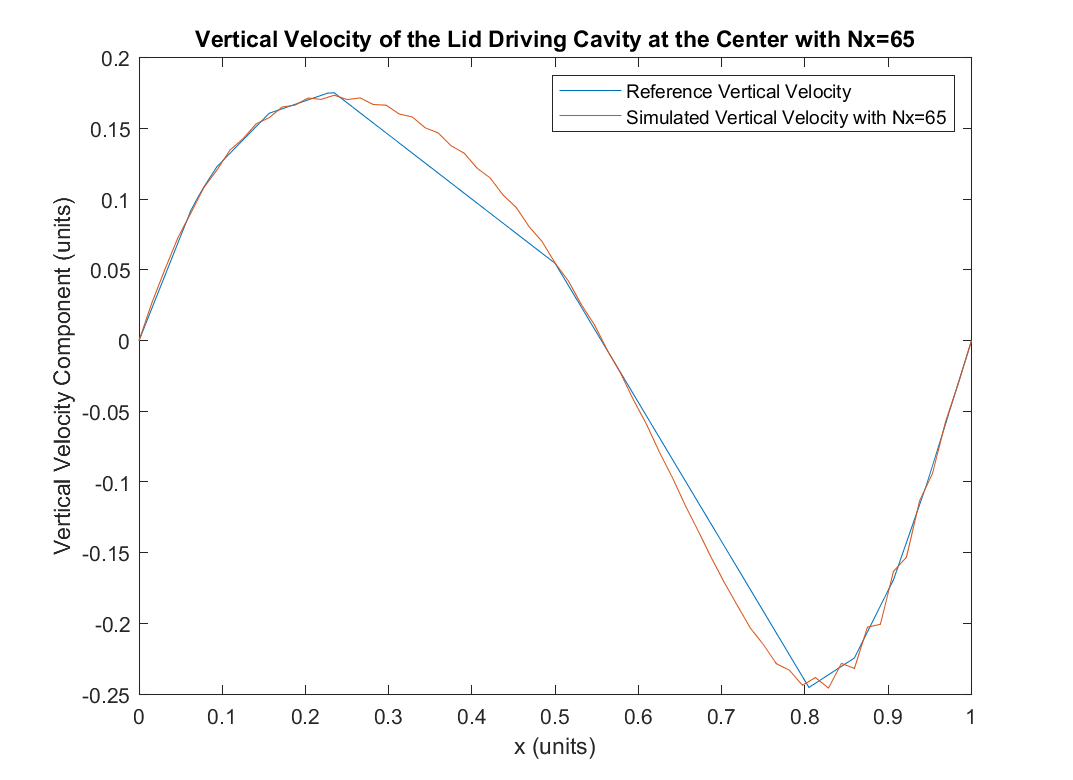 Vertical Velocity of the Lid Driving Cavity at the Center with Nx=65
Reference Vertical Velocity
Simulated Vertical Velocity with Nx=65
Vertical Velocity Component (units)
0.2
0.15
0.1
0.05
0
-0.05
-0.1
-0.15
-0.2
-0.25
0 0.1 0.2 0.3 0.4 0.5 0.6 0.7 0.8 0.9 1
x (units)